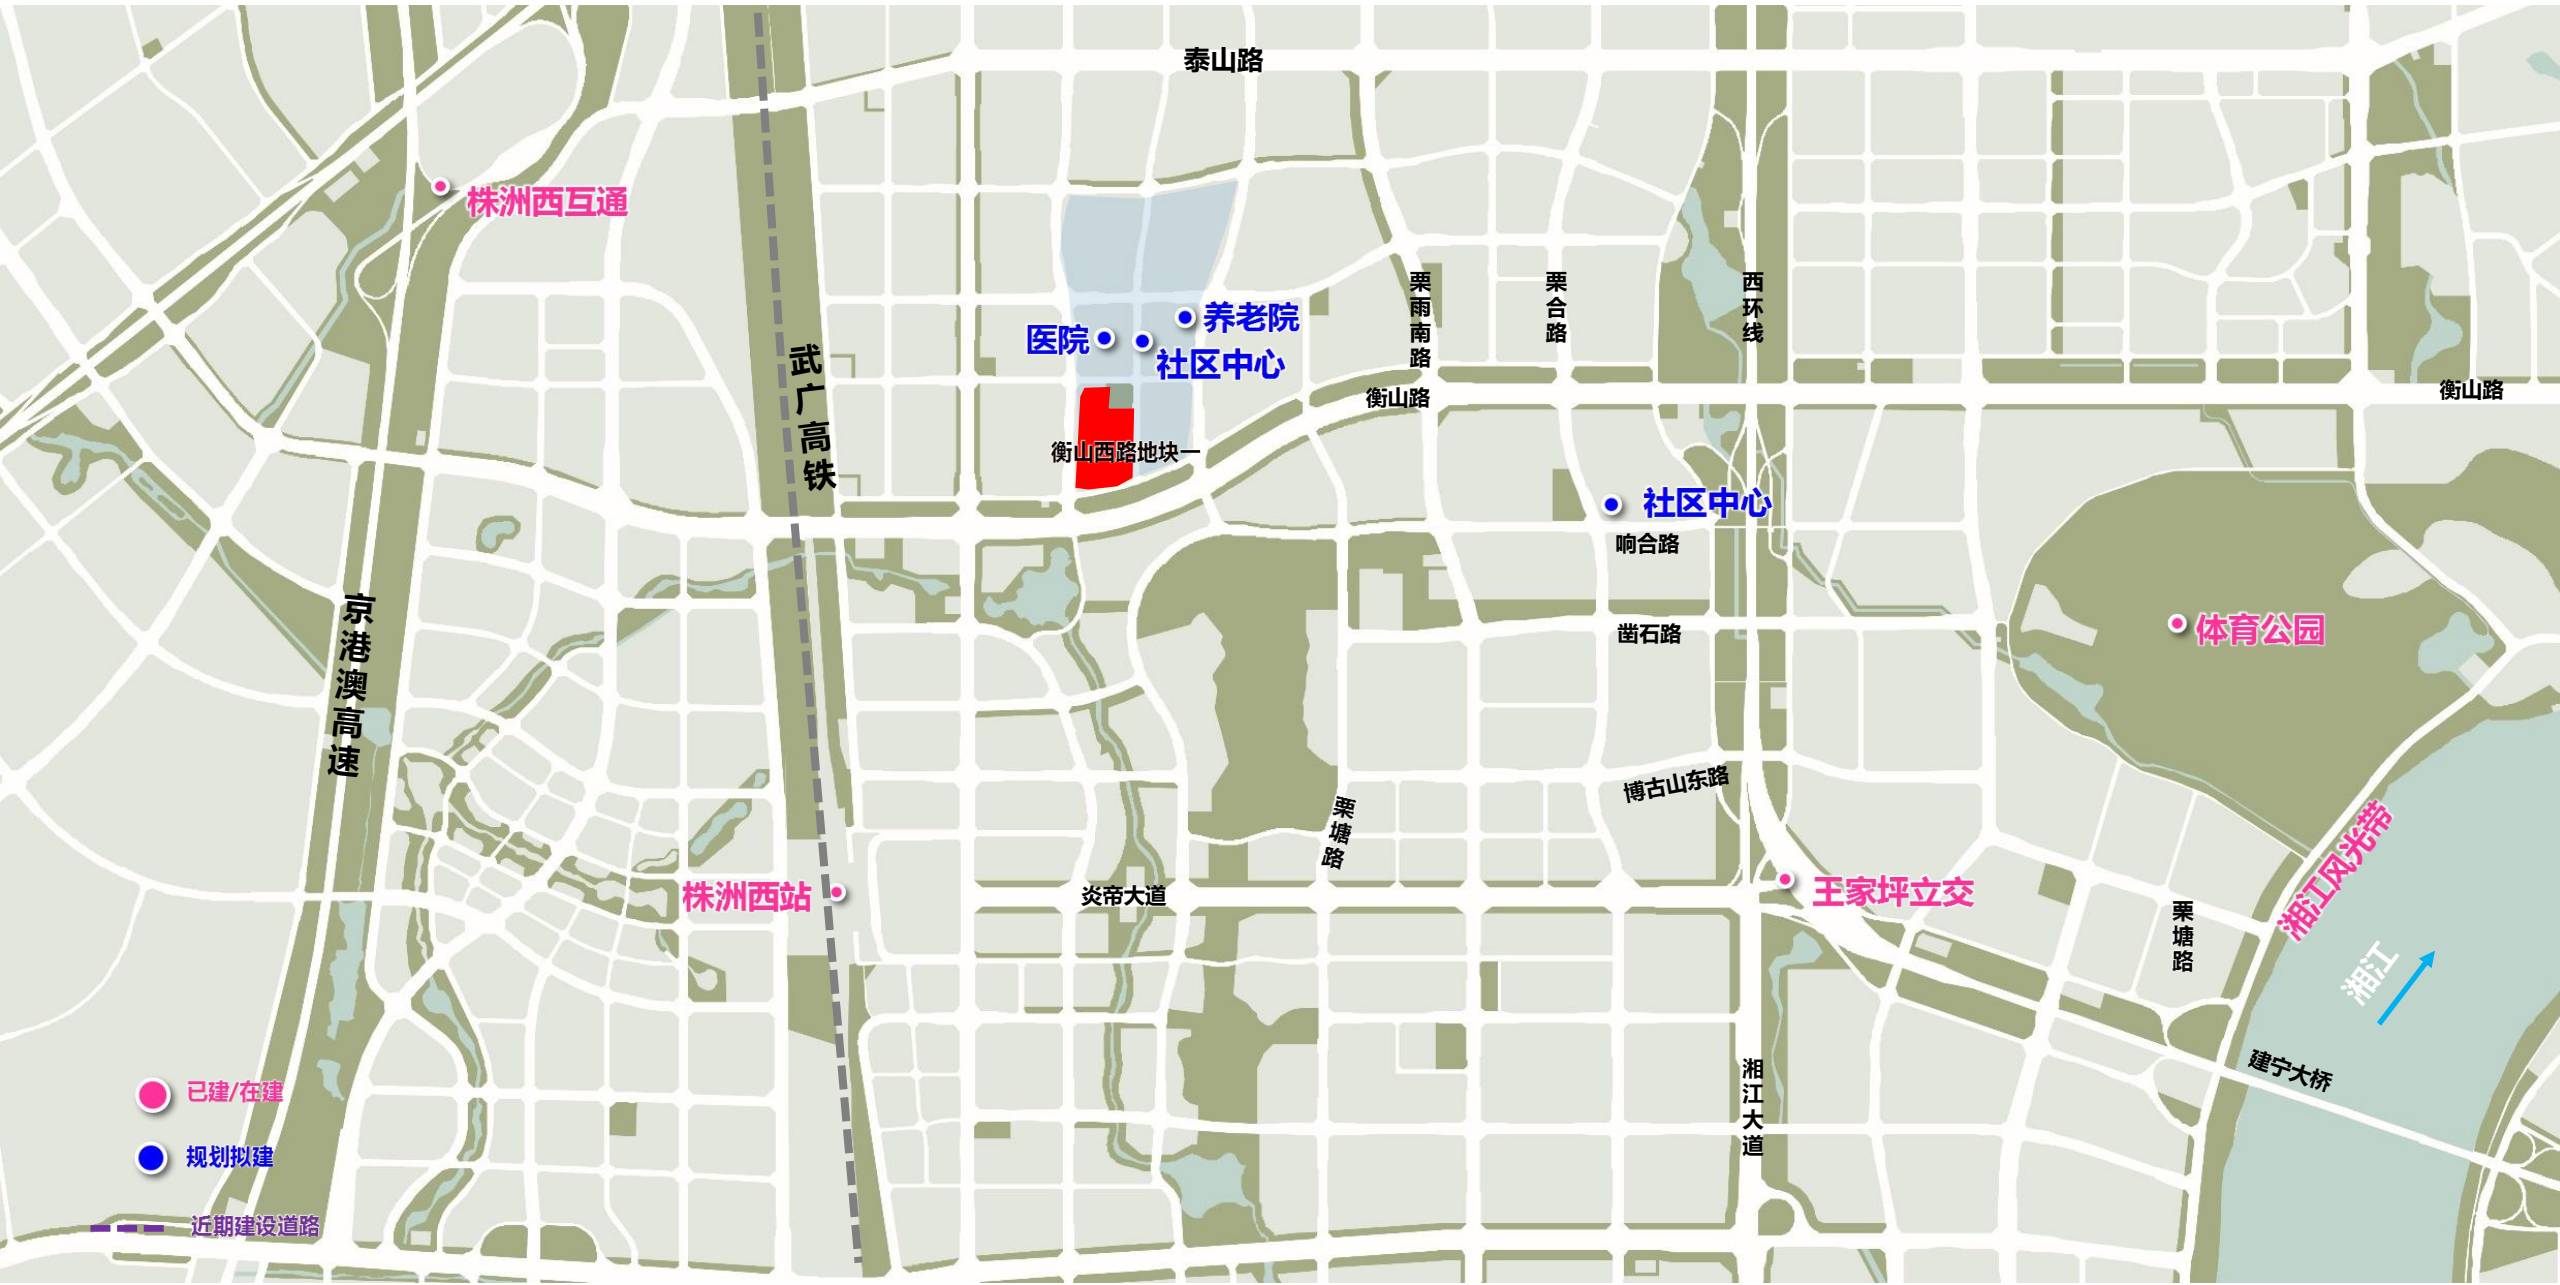 泰山路
株洲西互通
栗雨南路
栗合路
西环线
养老院
医院
社区中心
武广高铁
衡山路
衡山路
衡山西路地块一
社区中心
响合路
京港澳高速
凿石路
体育公园
博古山东路
栗塘路
湘江风光带
株洲西站
炎帝大道
王家坪立交
栗塘路
湘江
建宁大桥
湘江大道
已建/在建
规划拟建
近期建设道路